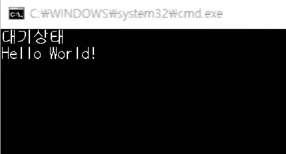 C:₩WINDOWS₩system32₩cmd.exe
대기상태
Hello World!